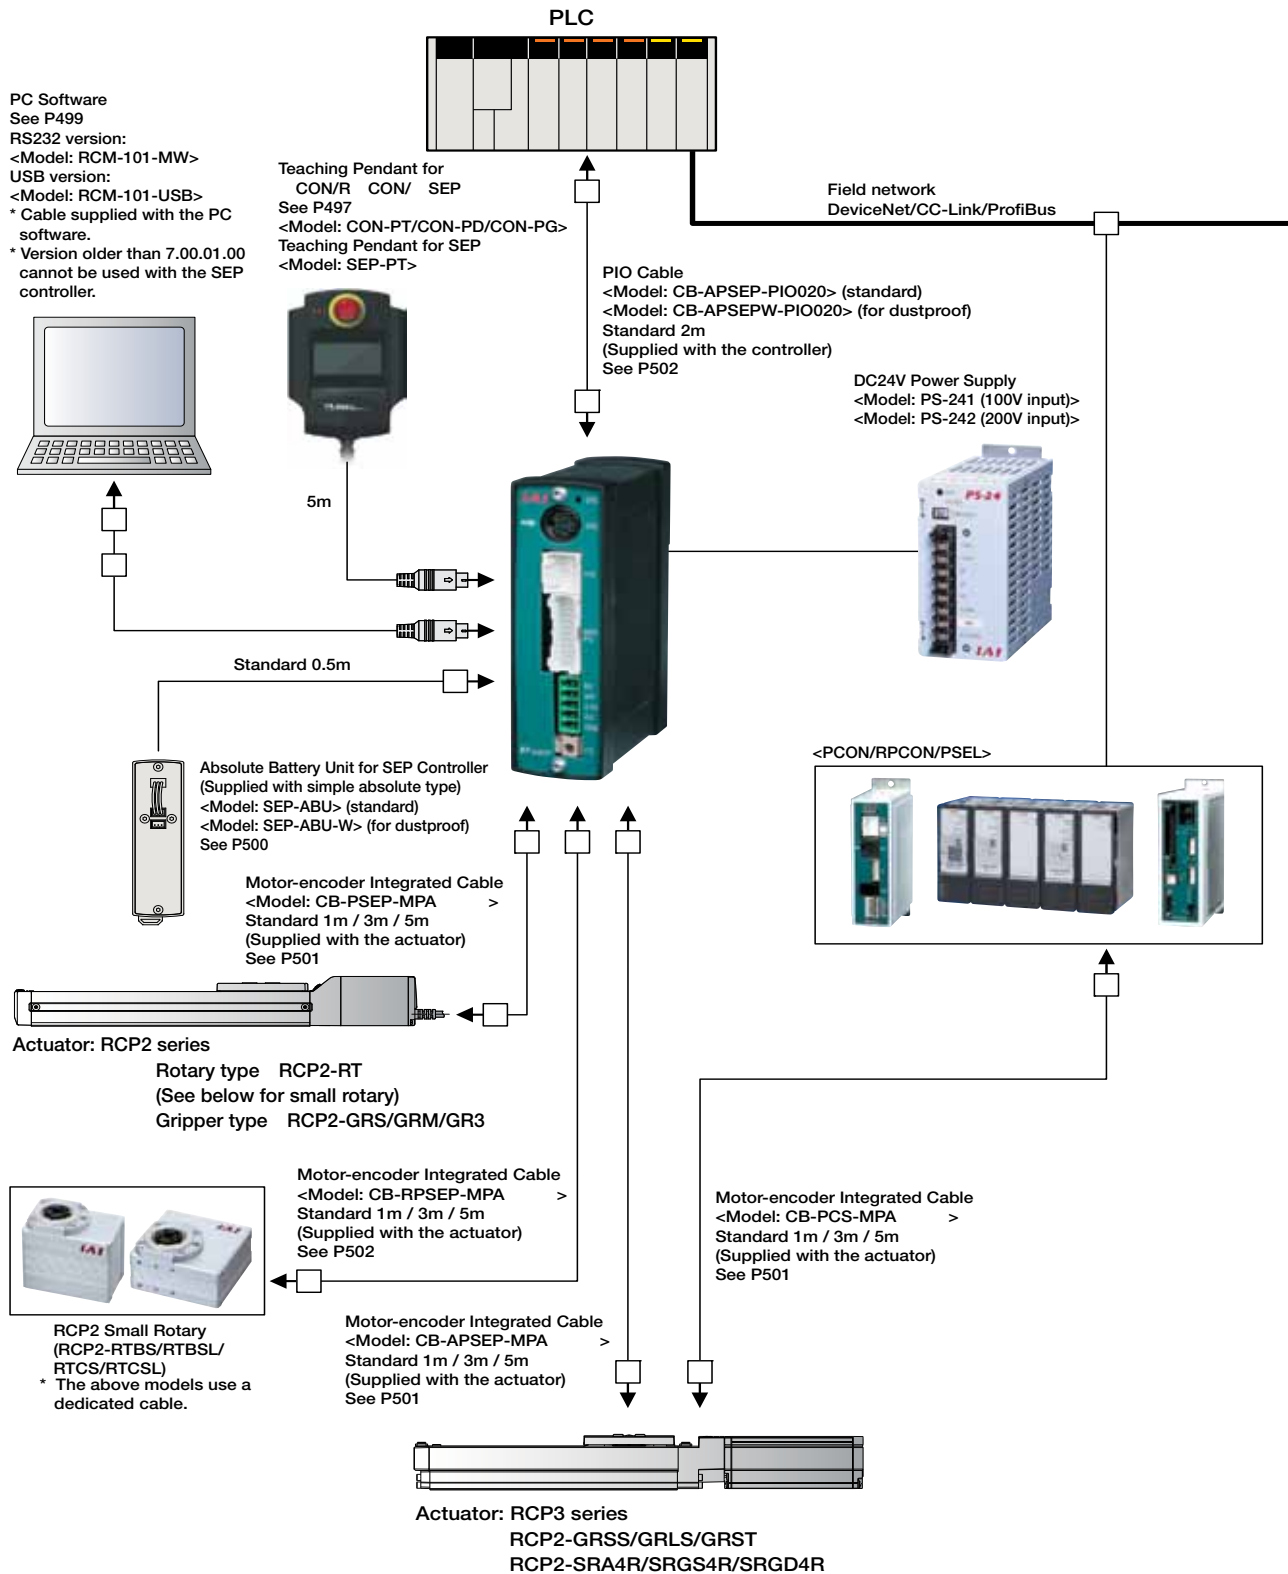 PLC
PC Software
See P499
RS232 version:
<Model: RCM-101-MW>
USB version:
<Model: RCM-101-USB>
* Cable supplied with the PC
software.
* Version older than 7.00.01.00
cannot be used with the SEP
controller.
Teaching Pendant for
CON/R CON/ SEP
See P497
<Model: CON-PT/CON-PD/CON-PG>
Teaching Pendant for SEP
<Model: SEP-PT>
Field network
DeviceNet/CC-Link/ProfiBus
PIO Cable
<Model: CB-APSEP-PIO020> (standard)
<Model: CB-APSEPW-PIO020> (for dustproof)
Standard 2m
(Supplied with the controller)
See P502
DC24V Power Supply
<Model: PS-241 (100V input)>
<Model: PS-242 (200V input)>
5m
IAI
PS-24
IAI
Standard 0.5m
Absolute Battery Unit for SEP Controller
(Supplied with simple absolute type)
<Model: SEP-ABU> (standard)
<Model: SEP-ABU-W> (for dustproof)
See P500
<PCON/RPCON/PSEL>
Motor-encoder Integrated Cable
<Model: CB-PSEP-MPA >
Standard 1m / 3m / 5m
(Supplied with the actuator)
See P501
Actuator: RCP2 series
Rotary type RCP2-RT
(See below for small rotary)
Gripper type RCP2-GRS/GRM/GR3
Motor-encoder Integrated Cable
<Model: CB-RPSEP-MPA >
Standard 1m / 3m / 5m
(Supplied with the actuator)
See P502
IAI
IAI
Motor-encoder Integrated Cable
<Model: CB-PCS-MPA >
Standard 1m / 3m / 5m
(Supplied with the actuator)
See P501
RCP2 Small Rotary
(RCP2-RTBS/RTBSL/
RTCS/RTCSL)
* The above models use a
dedicated cable.
Motor-encoder Integrated Cable
<Model: CB-APSEP-MPA >
Standard 1m / 3m / 5m
(Supplied with the actuator)
See P501
Actuator: RCP3 series
RCP2-GRSS/GRLS/GRST
RCP2-SRA4R/SRGS4R/SRGD4R